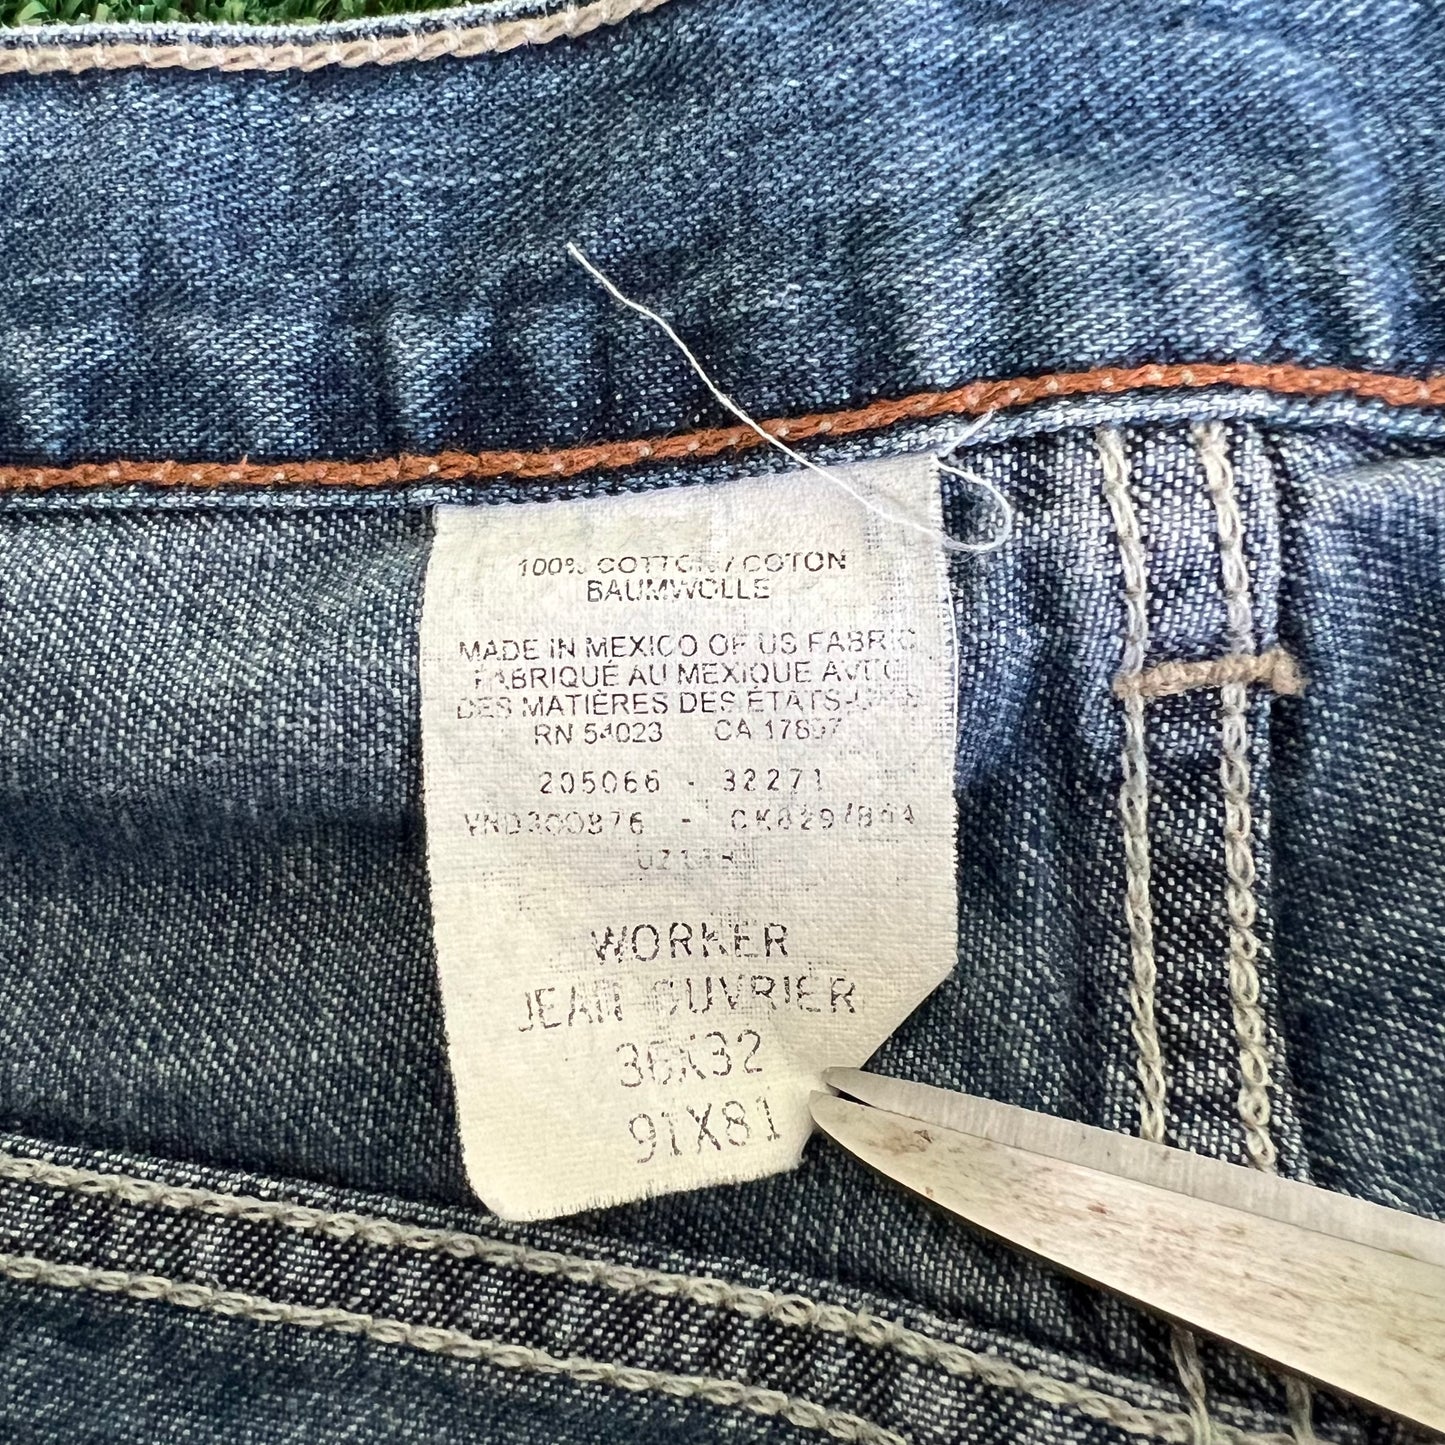 100% COTTON / COTON
BAUMWOLLE
MADE IN MEXICO OF US FABRIC
FABRIQUÉ AU MEXIQUE AVEC
DES MATIÈRES DES ÉTATS-UNIS
RN 54023 CA 17897
205066 - 32271
WORKER
JEAN OUVRIER
36X32
91X81